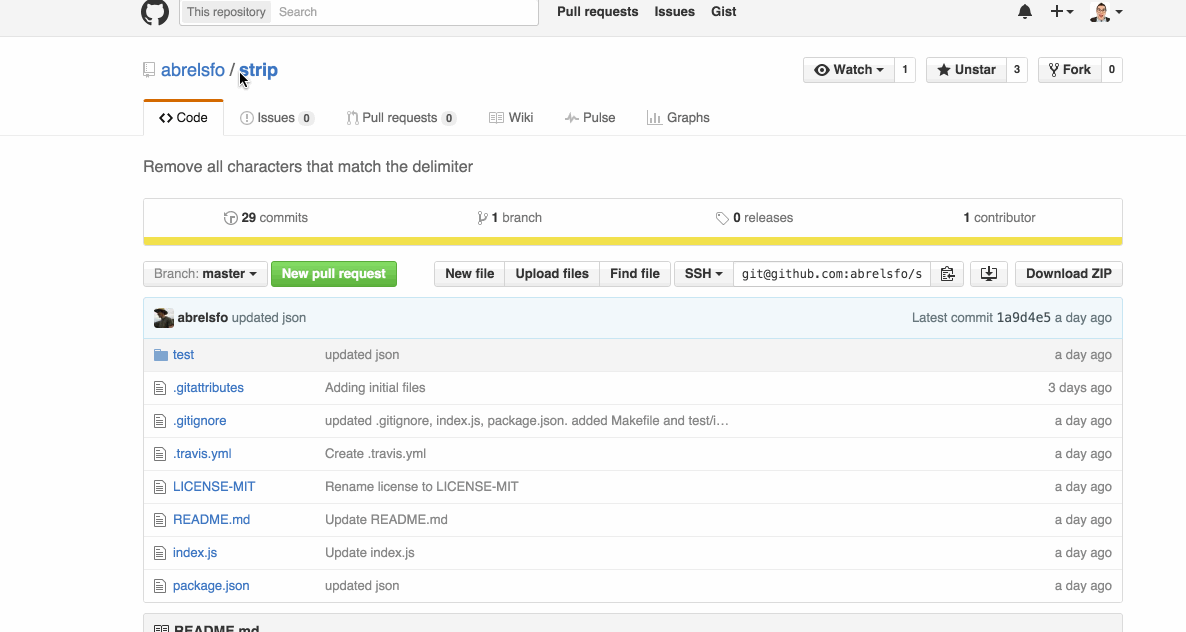 This repository Search Pull requests Issues Gist
abrelsfo / strip Watch 1 Unstar 3 Fork 0
Code Issues 0 Pull requests 0 Wiki Pulse Graphs
Remove all characters that match the delimiter
29 commits 1 branch 0 releases 1 contributor
Branch: master New pull request New file Upload files Find file SSH git@github.com:abrelsfo/s Download ZIP
abrelsfo updated json Latest commit 1a9d4e5 a day ago
test updated json a day ago
.gitattributes Adding initial files 3 days ago
.gitignore updated .gitignore, index.js, package.json. added Makefile and test/i… a day ago
.travis.yml Create .travis.yml a day ago
LICENSE-MIT Rename license to LICENSE-MIT a day ago
README.md Update README.md a day ago
index.js Update index.js a day ago
package.json updated json a day ago
README.md